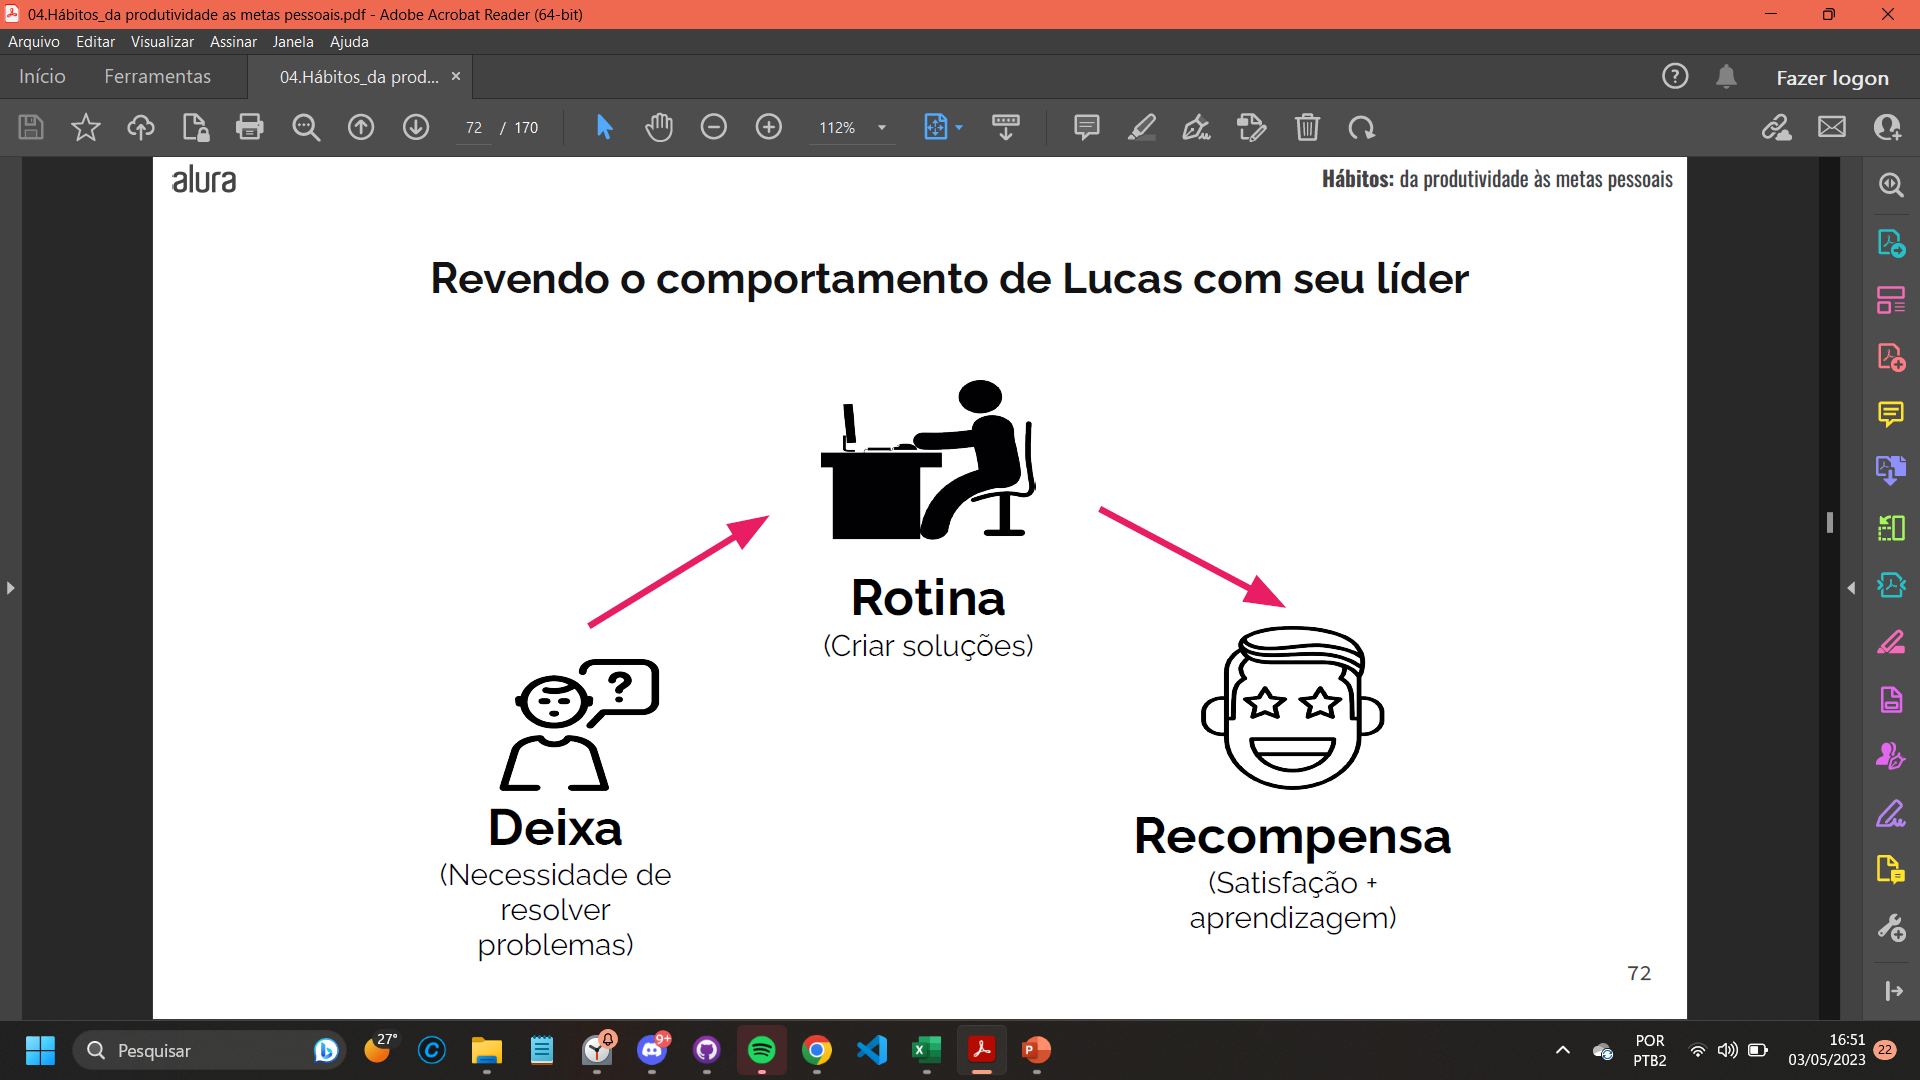 04.Hábitos_da produtividade as metas pessoais.pdf - Adobe Acrobat Reader (64-bit)
Arquivo Editar Visualizar Assinar Janela Ajuda
Início Ferramentas 04.Hábitos_da prod... × Fazer logon
72 / 170 112%
alura
Hábitos: da produtividade às metas pessoais
Revendo o comportamento de Lucas com seu líder
Rotina
(Criar soluções)
?
Deixa
(Necessidade de
resolver
problemas)
Recompensa
(Satisfação +
aprendizagem)
72
Pesquisar
27°
9+
POR
PTB2
16:51
03/05/2023
22